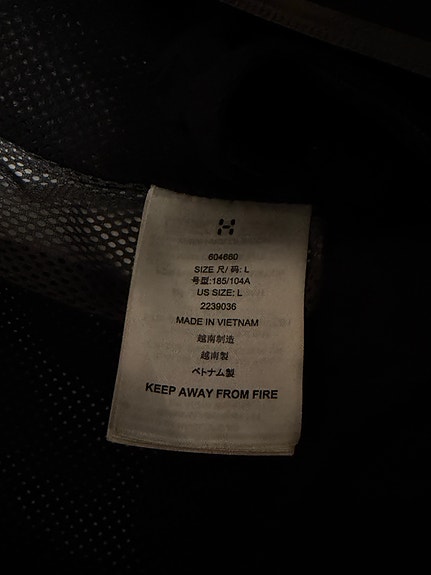 604660
SIZE 尺/ 码: L
号型:185/104A
US SIZE: L
2239036
MADE IN VIETNAM
越南制造
越南製
ベトナム製
KEEP AWAY FROM FIRE